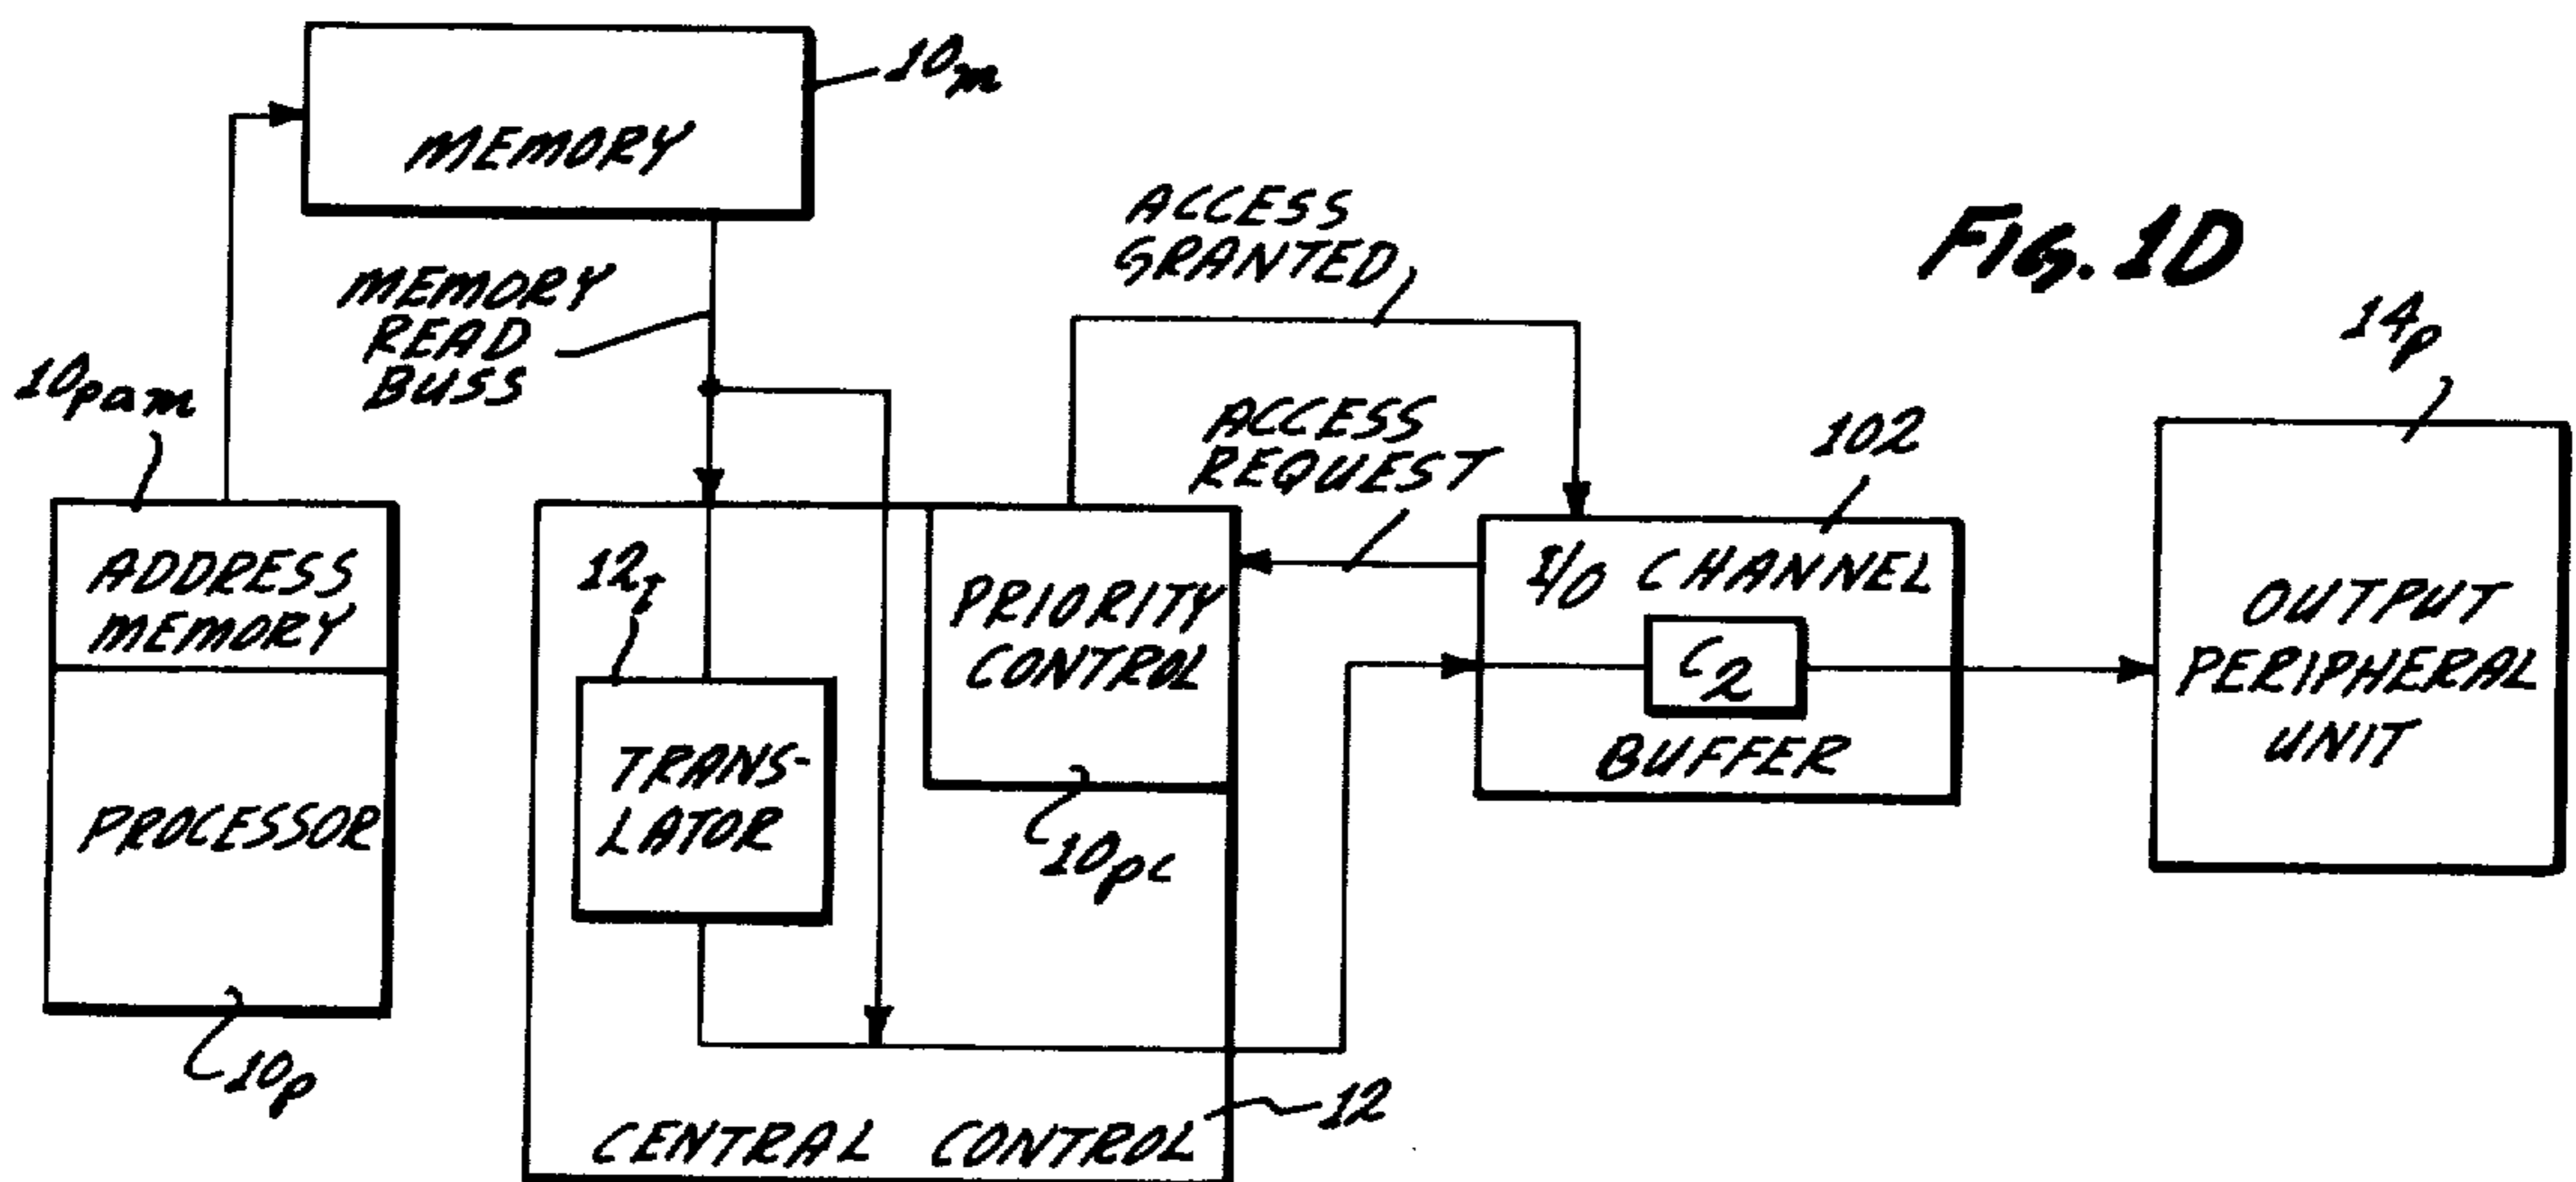 10m
MEMORY
ACCESS
GRANTED
FIG. 1D
MEMORY
READ
BUSS
14p
10pam
ACCESS
REQUEST
102
ADDRESS
MEMORY
12t
PRIORITY
CONTROL
I/O CHANNEL
C2
BUFFER
OUTPUT
PERIPHERAL
UNIT
PROCESSOR
TRANS-
LATOR
10pc
10p
12
CENTRAL CONTROL